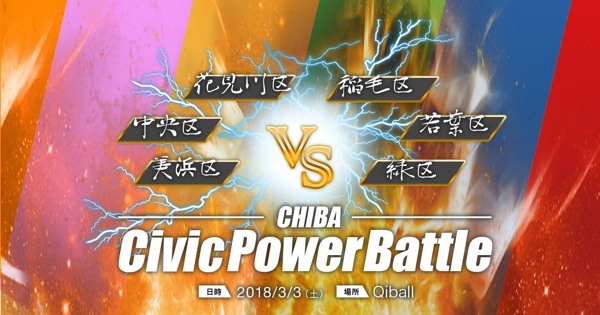 花見川区
稲毛区
中央区
若葉区
美浜区
緑区
VS
CHIBA
Civic Power Battle
日時 2018/3/3(土) 場所 Qiball